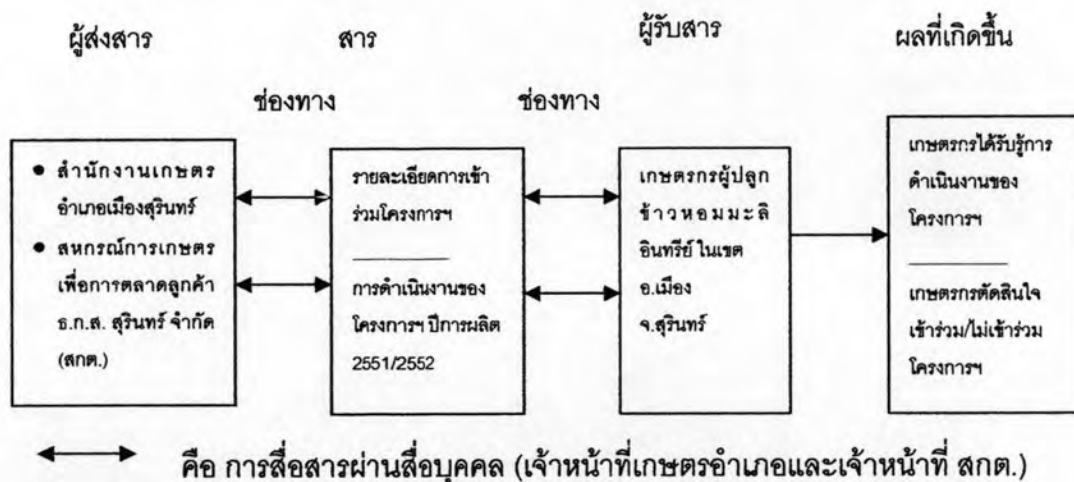 ผู้ส่งสาร
สาร
ผู้รับสาร
ผลที่เกิดขึ้น
ช่องทาง
ช่องทาง
● สำนักงานเกษตร
อำเภอเมืองสุรินทร์
● สหกรณ์การเกษตร
เพื่อการตลาดลูกค้า
ธ.ก.ส. สุรินทร์ จำกัด
(สกต.)
รายละเอียดการเข้า
ร่วมโครงการฯ
การดำเนินงานของ
โครงการฯ ปีการผลิต
2551/2552
เกษตรกรผู้ปลูก
ข้าวหอมมะลิ
อินทรีย์ ในเขต
อ.เมือง
จ.สุรินทร์
เกษตรกรได้รับรู้การ
ดำเนินงานของ
โครงการฯ
เกษตรกรตัดสินใจ
เข้าร่วม/ไม่เข้าร่วม
โครงการฯ
คือ การสื่อสารผ่านสื่อบุคคล (เจ้าหน้าที่เกษตรอำเภอและเจ้าหน้าที่ สกต.)